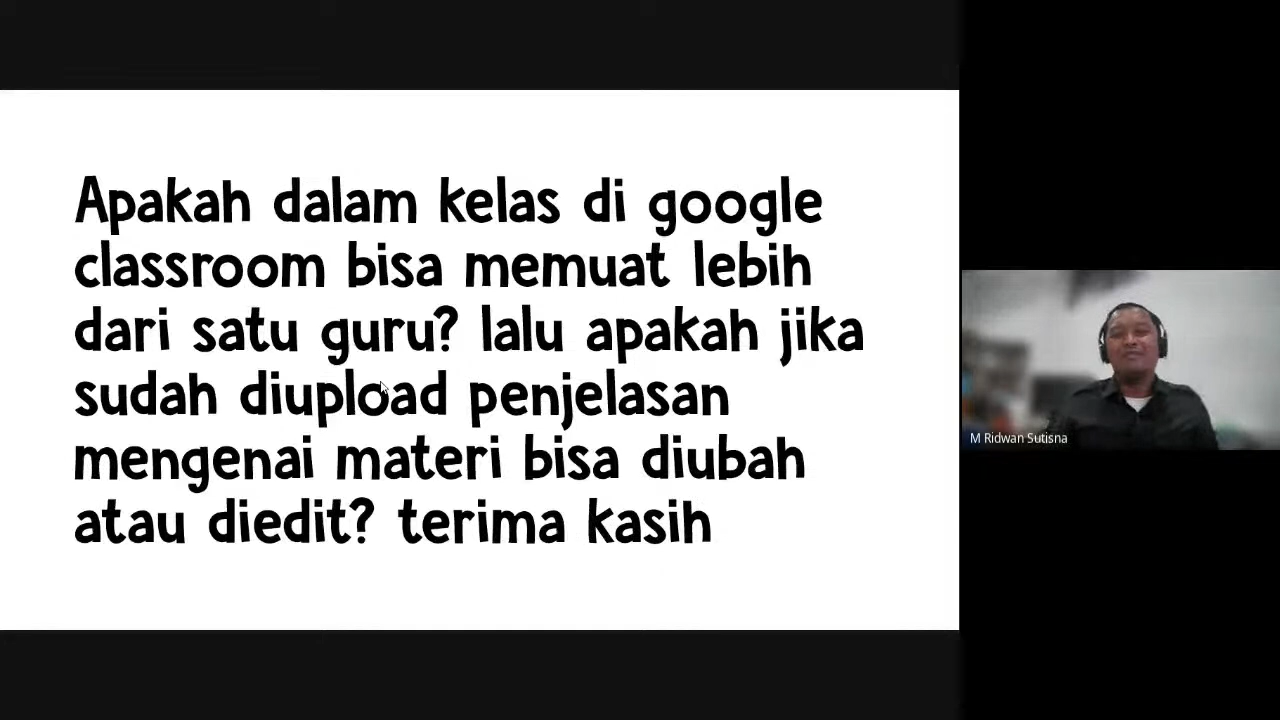 Apakah dalam kelas di google
classroom bisa memuat lebih
dari satu guru? lalu apakah jika
sudah diupload penjelasan
mengenai materi bisa diubah
atau diedit? terima kasih
M Ridwan Sutisna